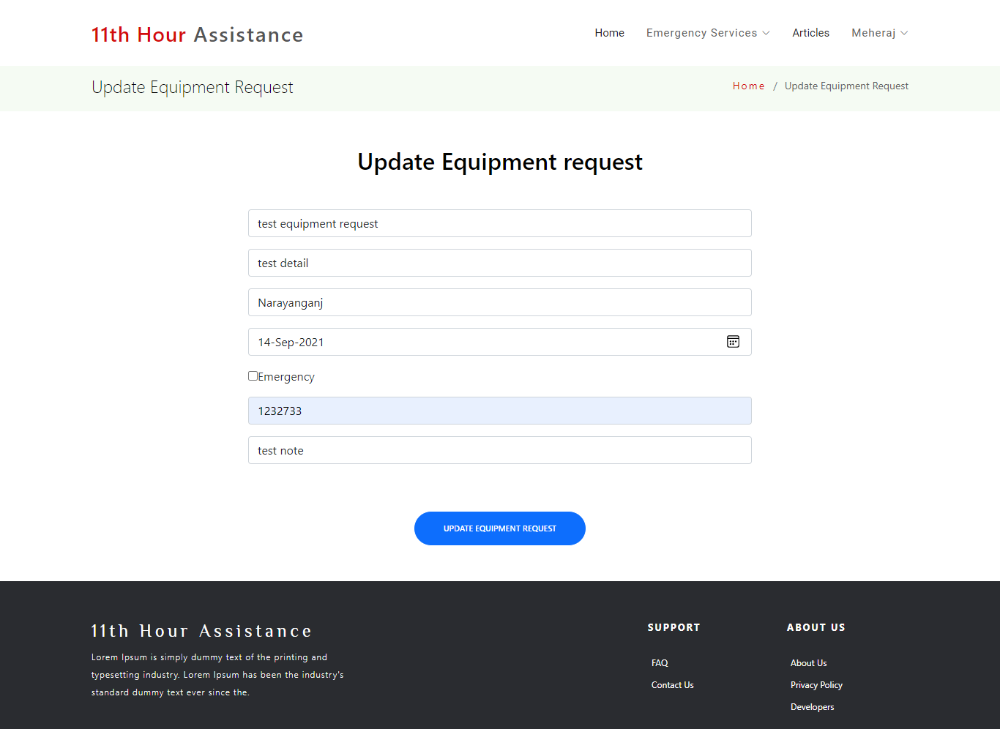 11th Hour Assistance
Home Emergency Services Articles Meheraj
Update Equipment Request
Home / Update Equipment Request
Update Equipment request
test equipment request
test detail
Narayanganj
14-Sep-2021
Emergency
1232733
test note
UPDATE EQUIPMENT REQUEST
11th Hour Assistance
Lorem Ipsum is simply dummy text of the printing and
typesetting industry. Lorem Ipsum has been the industry's
standard dummy text ever since the.
SUPPORT
FAQ
Contact Us
ABOUT US
About Us
Privacy Policy
Developers